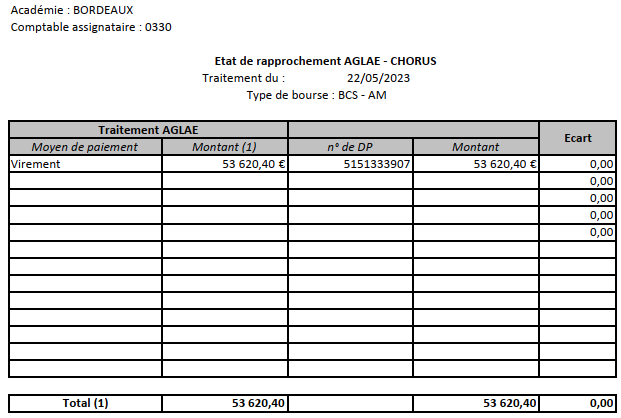 Académie : BORDEAUX
Comptable assignataire : 0330
Etat de rapprochement AGLAE - CHORUS
Traitement du : 22/05/2023
Type de bourse : BCS - AM
Traitement AGLAE Ecart
Moyen de paiement Montant (1) n° de DP Montant
Virement 53 620,40 € 5151333907 53 620,40 € 0,00
0,00
0,00
0,00
0,00
Total (1) 53 620,40 53 620,40 0,00